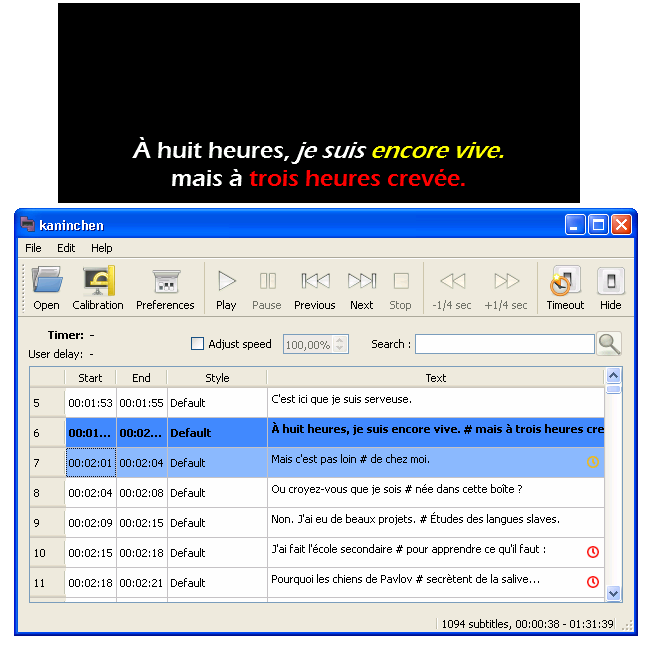 À huit heures, je suis encore vive.
mais à trois heures crevée.
kaninchen
File Edit Help
Open Calibration Preferences Play Pause Previous Next Stop -1/4 sec +1/4 sec Timeout Hide
Timer: -
User delay: -
Adjust speed 100,00% Search :
Start End Style Text
5 00:01:53 00:01:55 Default C'est ici que je suis serveuse.
6 00:01... 00:02... Default À huit heures, je suis encore vive. # mais à trois heures cre
7 00:02:01 00:02:04 Default Mais c'est pas loin # de chez moi.
8 00:02:04 00:02:08 Default Ou croyez-vous que je sois # née dans cette boîte ?
9 00:02:09 00:02:15 Default Non. J'ai eu de beaux projets. # Études des langues slaves.
10 00:02:15 00:02:18 Default J'ai fait l'école secondaire # pour apprendre ce qu'il faut :
11 00:02:18 00:02:21 Default Pourquoi les chiens de Pavlov # secrètent de la salive...
1094 subtitles, 00:00:38 - 01:31:39